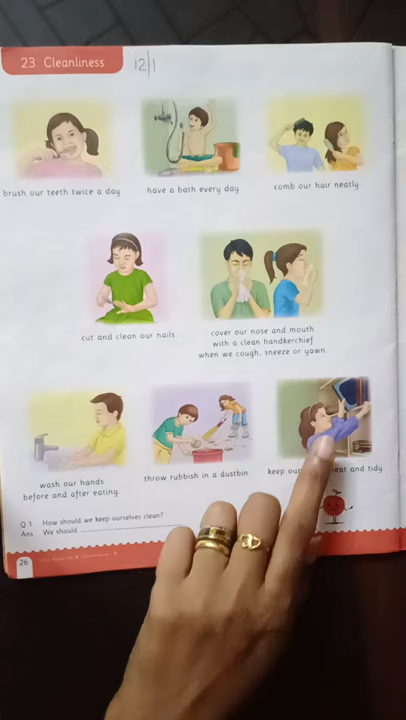 23. Cleanliness
12/1
brush our teeth twice a day.
have a bath every day
comb our hair neatly.
cut and clean our nails.
cover our nose and mouth
with a clean handkerchief
when we cough, sneeze or yawn.
wash our hands
before and after eating.
throw rubbish in a dustbin.
keep our neat and tidy
Q.1 How should we keep ourselves clean?
Ans We should
26